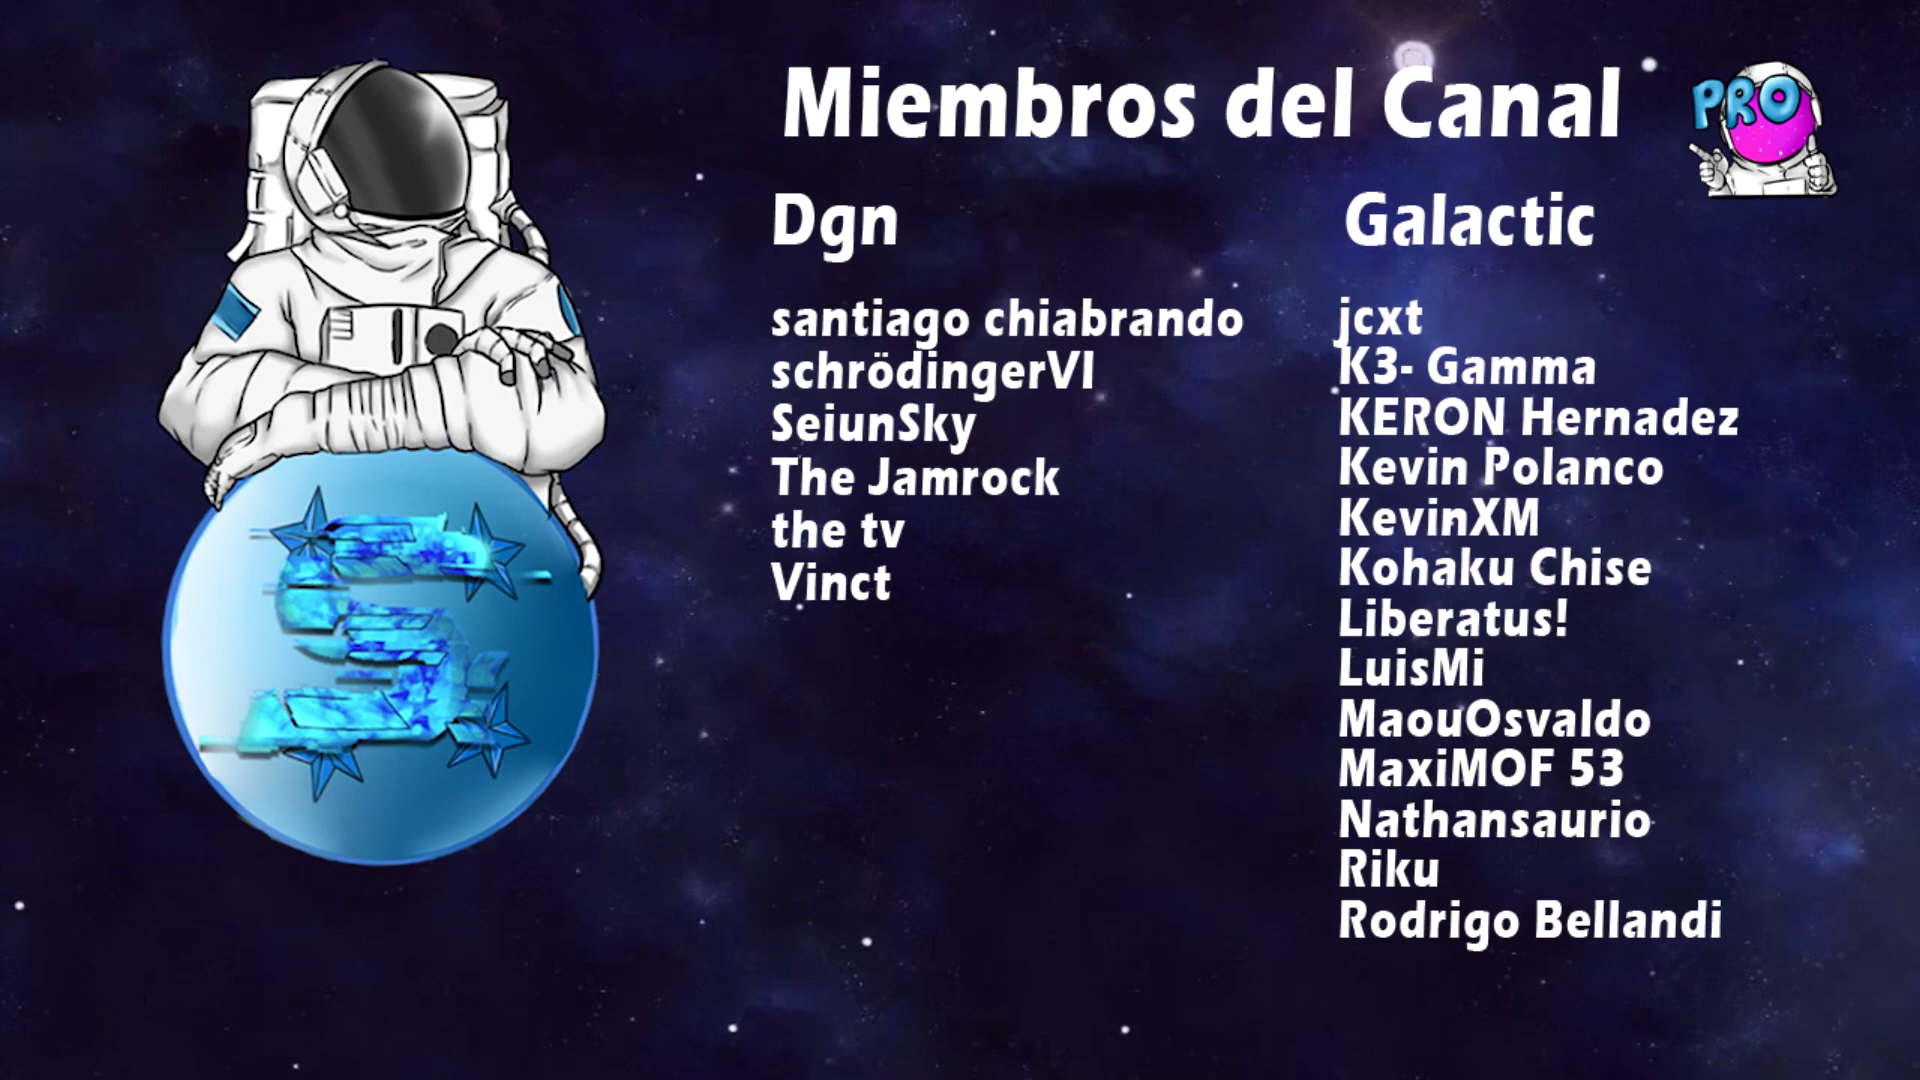 Miembros del Canal
PRO
Dgn
santiago chiabrando
schrödingerVI
SeiunSky
The Jamrock
the tv
Vinct
Galactic
jcxt
K3- Gamma
KERON Hernadez
Kevin Polanco
KevinXM
Kohaku Chise
Liberatus!
LuisMi
MaouOsvaldo
MaxiMOF 53
Nathansaurio
Riku
Rodrigo Bellandi
S